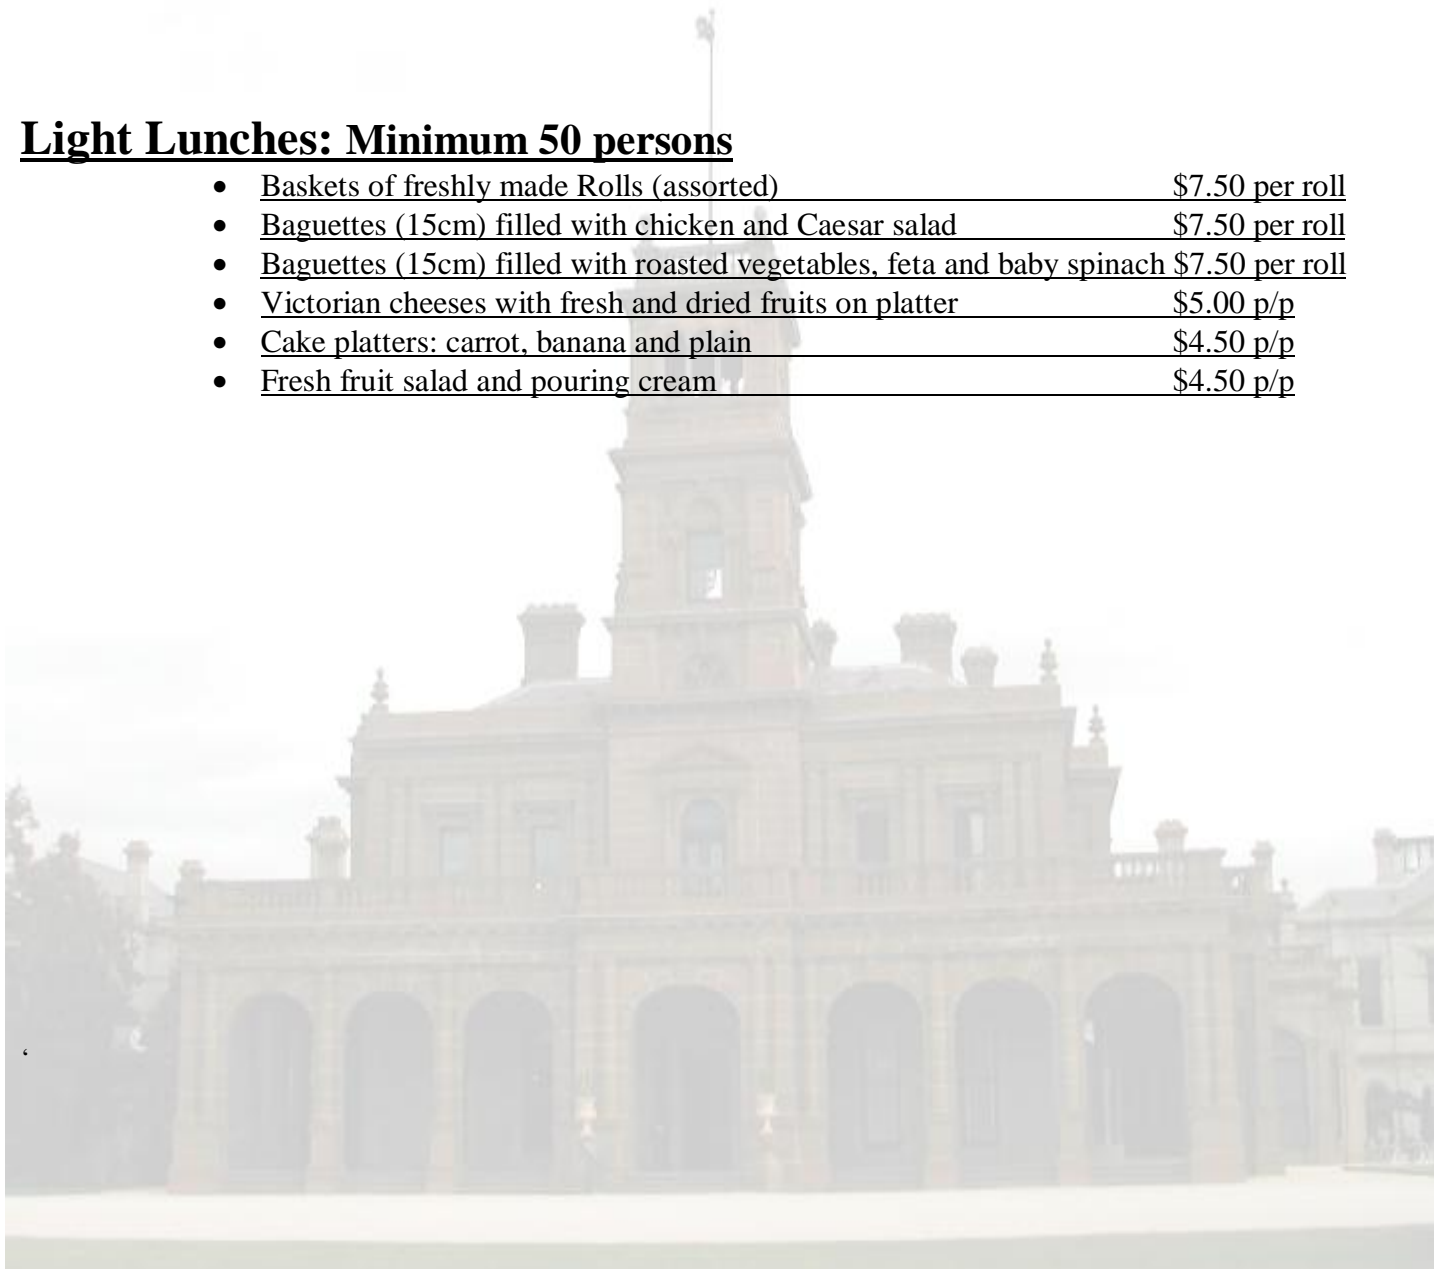 Light Lunches: Minimum 50 persons
• Baskets of freshly made Rolls (assorted) $7.50 per roll
• Baguettes (15cm) filled with chicken and Caesar salad $7.50 per roll
• Baguettes (15cm) filled with roasted vegetables, feta and baby spinach $7.50 per roll
• Victorian cheeses with fresh and dried fruits on platter $5.00 p/p
• Cake platters: carrot, banana and plain $4.50 p/p
• Fresh fruit salad and pouring cream $4.50 p/p
‘